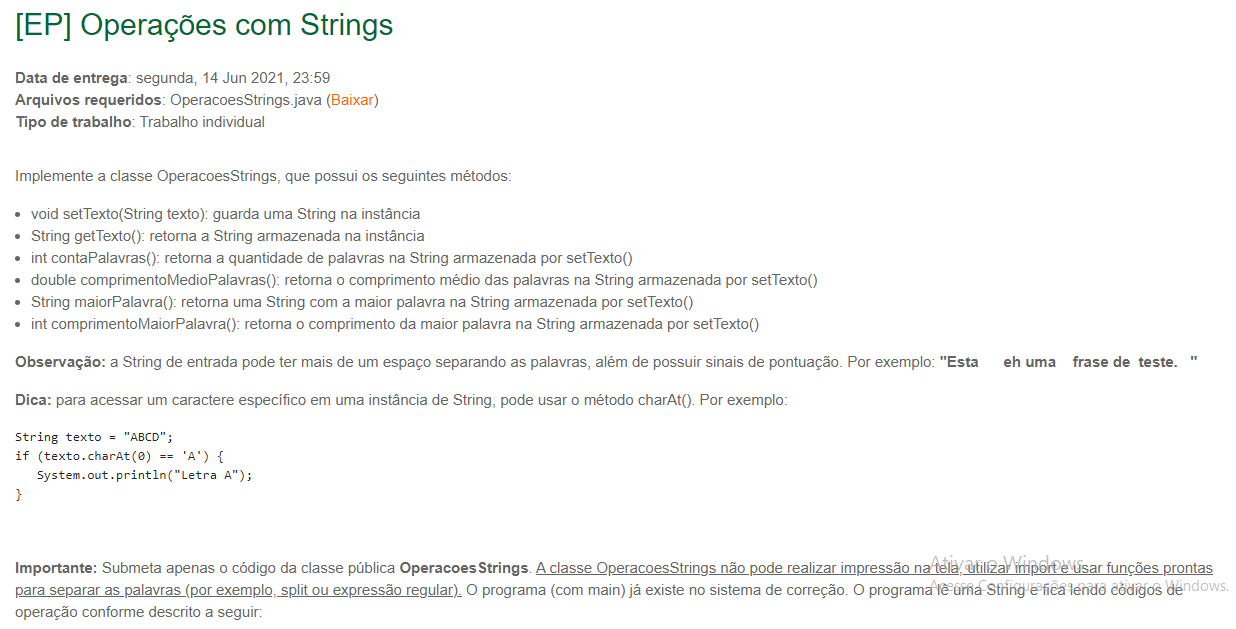 [EP] Operações com Strings
Data de entrega: segunda, 14 Jun 2021, 23:59
Arquivos requeridos: OperacoesStrings.java (Baixar)
Tipo de trabalho: Trabalho individual
Implemente a classe OperacoesStrings, que possui os seguintes métodos:
• void setTexto(String texto): guarda uma String na instância
• String getTexto(): retorna a String armazenada na instância
• int contaPalavras(): retorna a quantidade de palavras na String armazenada por setTexto()
• double comprimentoMedioPalavras(): retorna o comprimento médio das palavras na String armazenada por setTexto()
• String maiorPalavra(): retorna uma String com a maior palavra na String armazenada por setTexto()
• int comprimentoMaiorPalavra(): retorna o comprimento da maior palavra na String armazenada por setTexto()
Observação: a String de entrada pode ter mais de um espaço separando as palavras, além de possuir sinais de pontuação. Por exemplo: "Esta      eh uma    frase de  teste.   "
Dica: para acessar um caractere específico em uma instância de String, pode usar o método charAt(). Por exemplo:
String texto = "ABCD";
if (texto.charAt(0) == 'A') {
   System.out.println("Letra A");
}
Importante: Submeta apenas o código da classe pública OperacoesStrings. A classe OperacoesStrings não pode realizar impressão na tela, utilizar import e usar funções prontas
para separar as palavras (por exemplo, split ou expressão regular). O programa (com main) já existe no sistema de correção. O programa lê uma String e fica lendo códigos de
operação conforme descrito a seguir:
Ativar o Windows
Acesse Configurações para ativar o Windows.